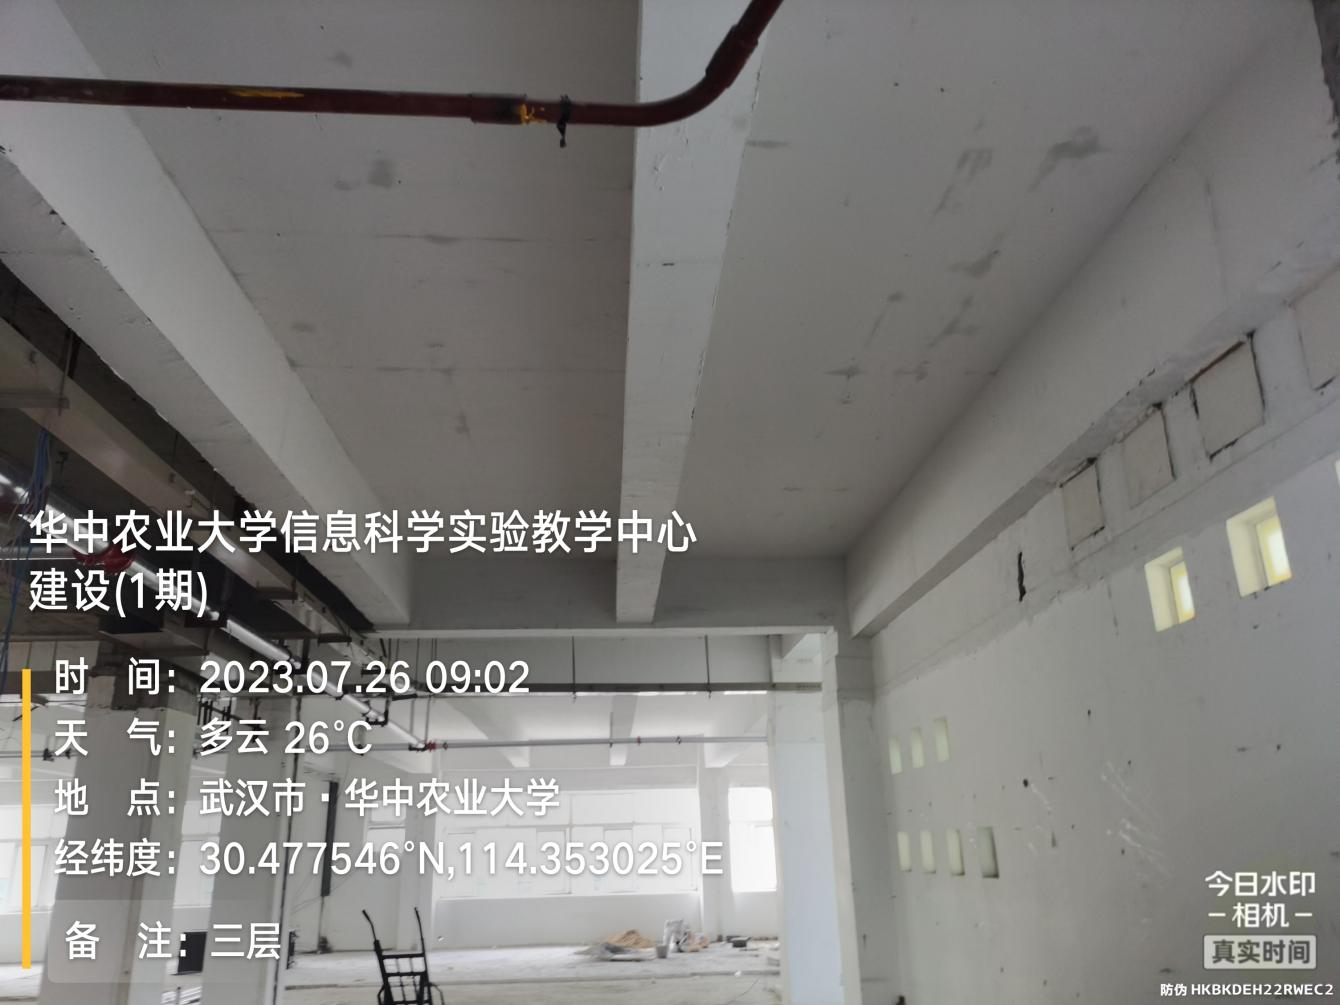 华中农业大学信息科学实验教学中心
建设(1期)
时 间：2023.07.26 09:02
天 气：多云 26°C
地 点：武汉市·华中农业大学
经纬度：30.477546°N,114.353025°E
备 注：三层
今日水印
-相机-
真实时间
防伪 HKBKDEH22RWEC2